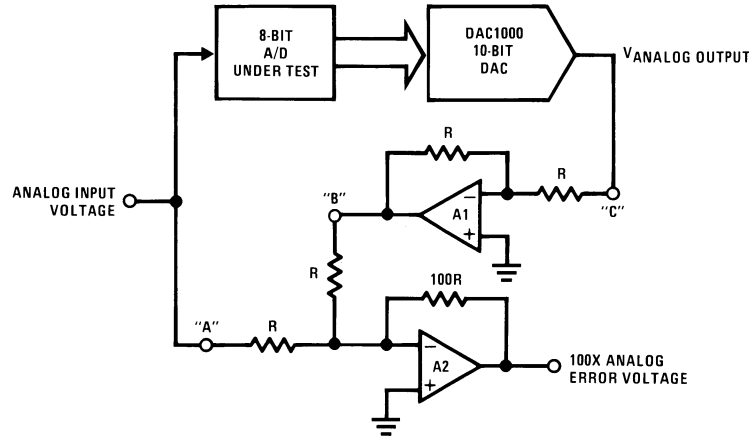 8-BIT
A/D
UNDER TEST
DAC1000
10-BIT
DAC
VANALOG OUTPUT
R
R
ANALOG INPUT
VOLTAGE
"B"
−
A1
+
"C"
R
100R
"A"
R
−
A2
+
100X ANALOG
ERROR VOLTAGE